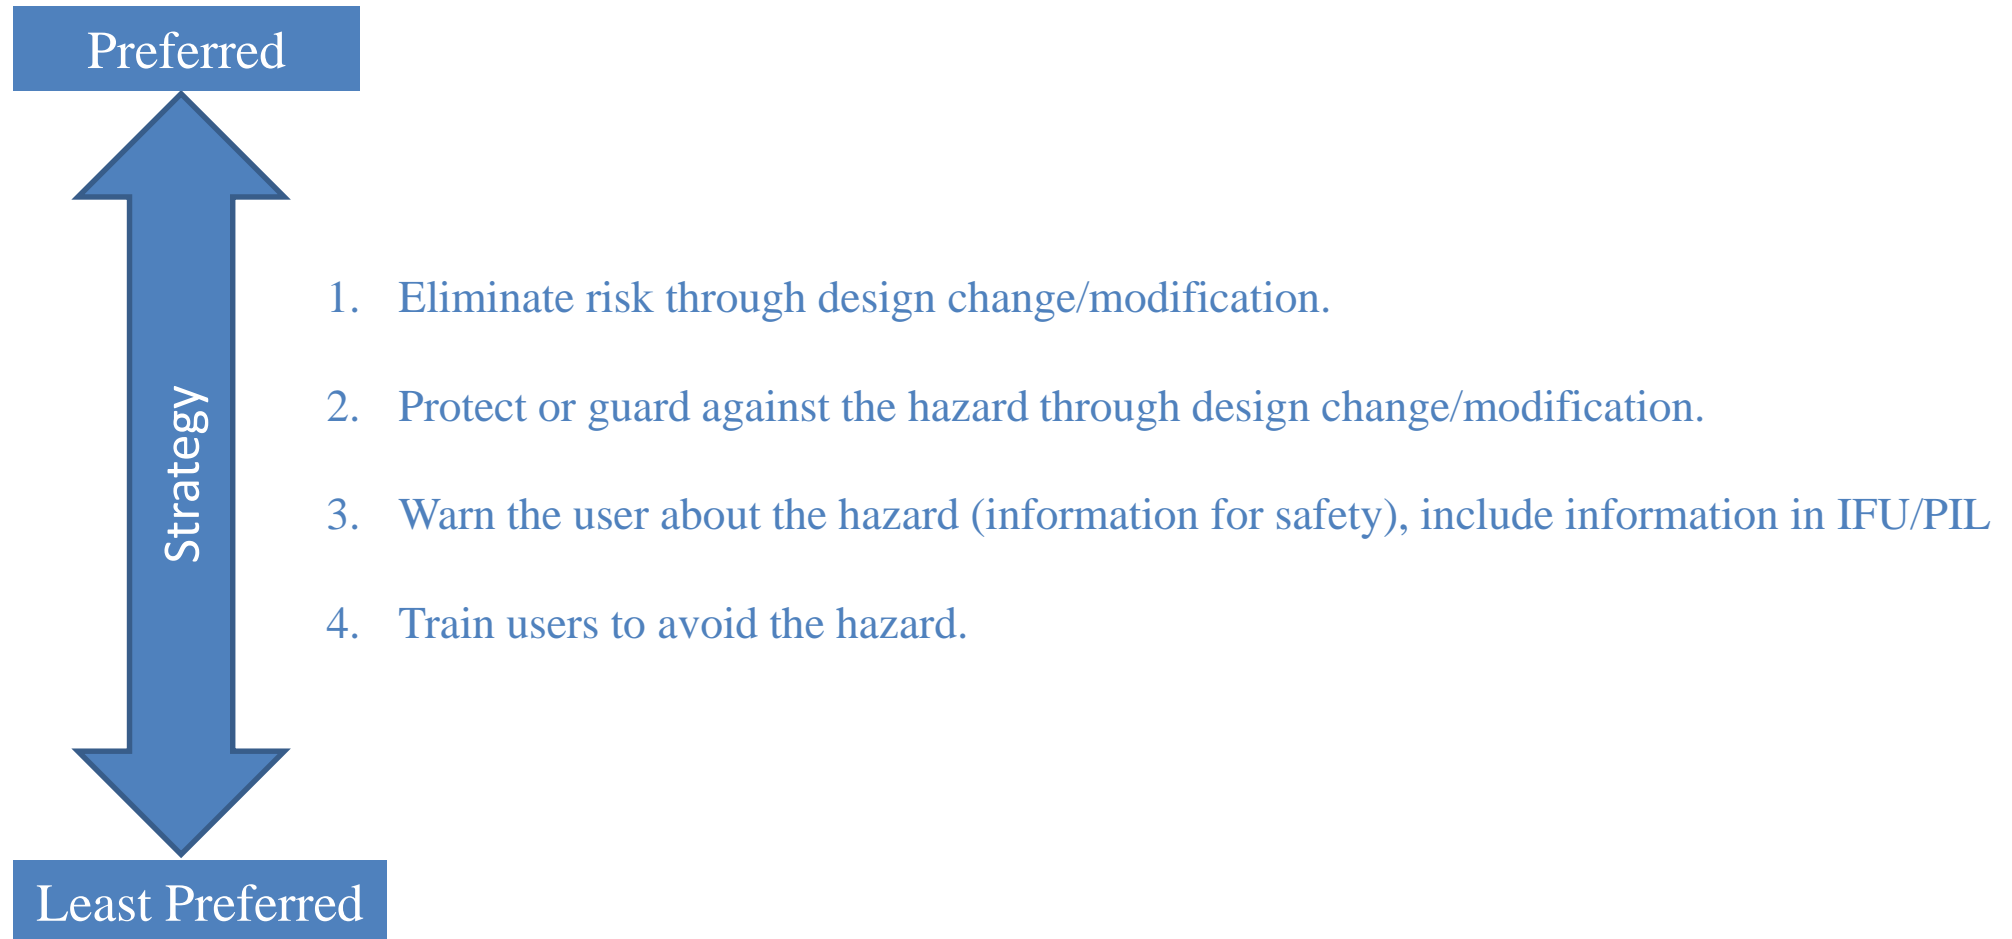 Preferred
Strategy
1. Eliminate risk through design change/modification.
2. Protect or guard against the hazard through design change/modification.
3. Warn the user about the hazard (information for safety), include information in IFU/PIL
4. Train users to avoid the hazard.
Least Preferred